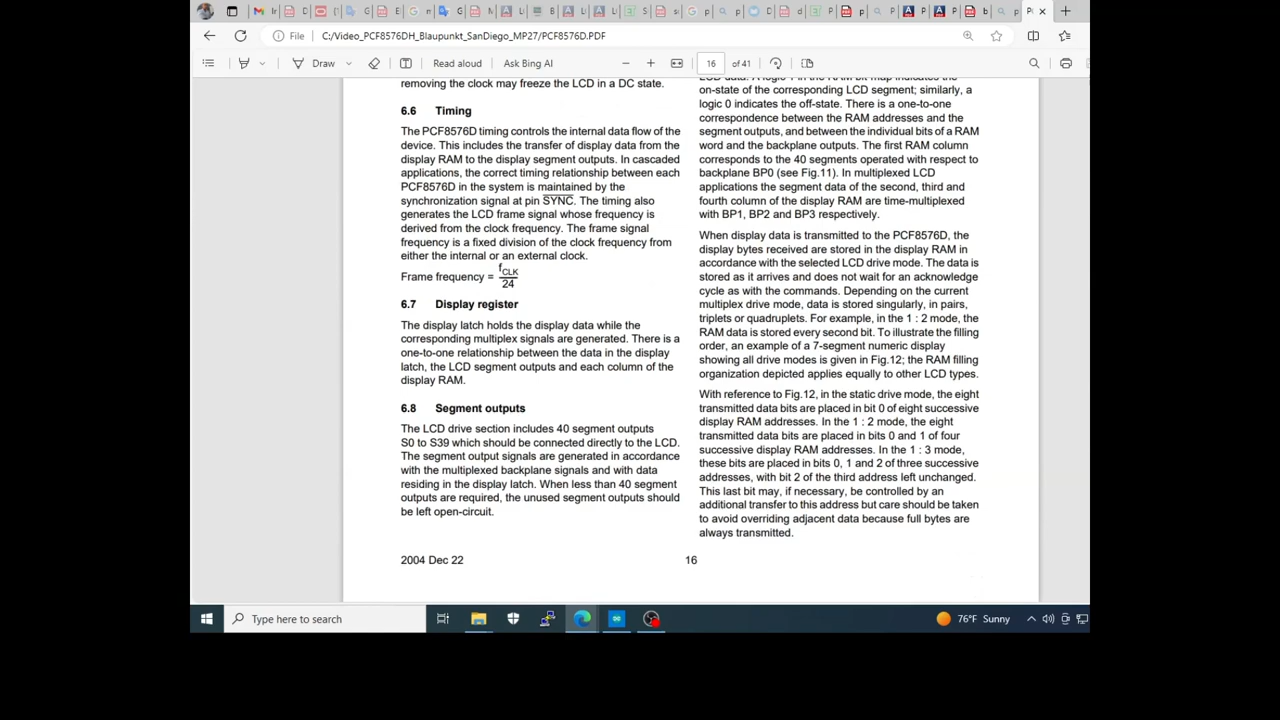 File
C:/Video_PCF8576DH_Blaupunkt_SanDiego_MP27/PCF8576D.PDF
Draw
Read aloud
Ask Bing AI
16
of 41
removing the clock may freeze the LCD in a DC state.
6.6 Timing
The PCF8576D timing controls the internal data flow of the
device. This includes the transfer of display data from the
display RAM to the display segment outputs. In cascaded
applications, the correct timing relationship between each
PCF8576D in the system is maintained by the
synchronization signal at pin SYNC. The timing also
generates the LCD frame signal whose frequency is
derived from the clock frequency. The frame signal
frequency is a fixed division of the clock frequency from
either the internal or an external clock.
Frame frequency = fCLK/24
6.7 Display register
The display latch holds the display data while the
corresponding multiplex signals are generated. There is a
one-to-one relationship between the data in the display
latch, the LCD segment outputs and each column of the
display RAM.
6.8 Segment outputs
The LCD drive section includes 40 segment outputs
S0 to S39 which should be connected directly to the LCD.
The segment output signals are generated in accordance
with the multiplexed backplane signals and with data
residing in the display latch. When less than 40 segment
outputs are required, the unused segment outputs should
be left open-circuit.
LCD data. A logic 1 in the RAM bit map indicates the
on-state of the corresponding LCD segment; similarly, a
logic 0 indicates the off-state. There is a one-to-one
correspondence between the RAM addresses and the
segment outputs, and between the individual bits of a RAM
word and the backplane outputs. The first RAM column
corresponds to the 40 segments operated with respect to
backplane BP0 (see Fig.11). In multiplexed LCD
applications the segment data of the second, third and
fourth column of the display RAM are time-multiplexed
with BP1, BP2 and BP3 respectively.
When display data is transmitted to the PCF8576D, the
display bytes received are stored in the display RAM in
accordance with the selected LCD drive mode. The data is
stored as it arrives and does not wait for an acknowledge
cycle as with the commands. Depending on the current
multiplex drive mode, data is stored singularly, in pairs,
triplets or quadruplets. For example, in the 1 : 2 mode, the
RAM data is stored every second bit. To illustrate the filling
order, an example of a 7-segment numeric display
showing all drive modes is given in Fig.12; the RAM filling
organization depicted applies equally to other LCD types.
With reference to Fig.12, in the static drive mode, the eight
transmitted data bits are placed in bit 0 of eight successive
display RAM addresses. In the 1 : 2 mode, the eight
transmitted data bits are placed in bits 0 and 1 of four
successive display RAM addresses. In the 1 : 3 mode,
these bits are placed in bits 0, 1 and 2 of three successive
addresses, with bit 2 of the third address left unchanged.
This last bit may, if necessary, be controlled by an
additional transfer to this address but care should be taken
to avoid overriding adjacent data because full bytes are
always transmitted.
2004 Dec 22
16
Type here to search
76°F Sunny